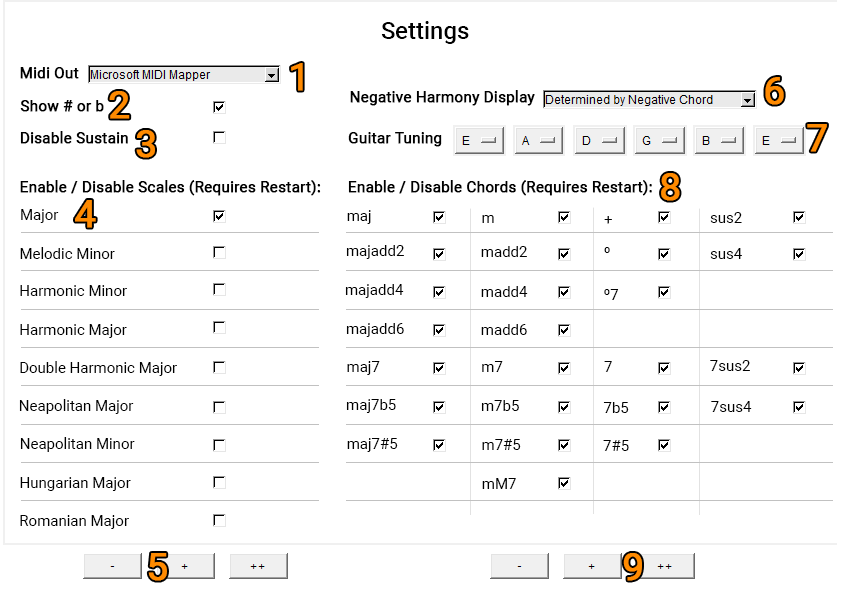 Settings
Midi Out Microsoft MIDI Mapper 1
Show # or b 2
Disable Sustain 3
Negative Harmony Display Determined by Negative Chord 6
Guitar Tuning E A D G B E 7
Enable / Disable Scales (Requires Restart):
Major 4
Melodic Minor
Harmonic Minor
Harmonic Major
Double Harmonic Major
Neapolitan Major
Neapolitan Minor
Hungarian Major
Romanian Major
- 5 + ++
Enable / Disable Chords (Requires Restart): 8
maj m + sus2
majadd2 madd2 º sus4
majadd4 madd4 º7
majadd6 madd6
maj7 m7 7 7sus2
maj7b5 m7b5 7b5 7sus4
maj7#5 m7#5 7#5
mM7
- + 9 ++